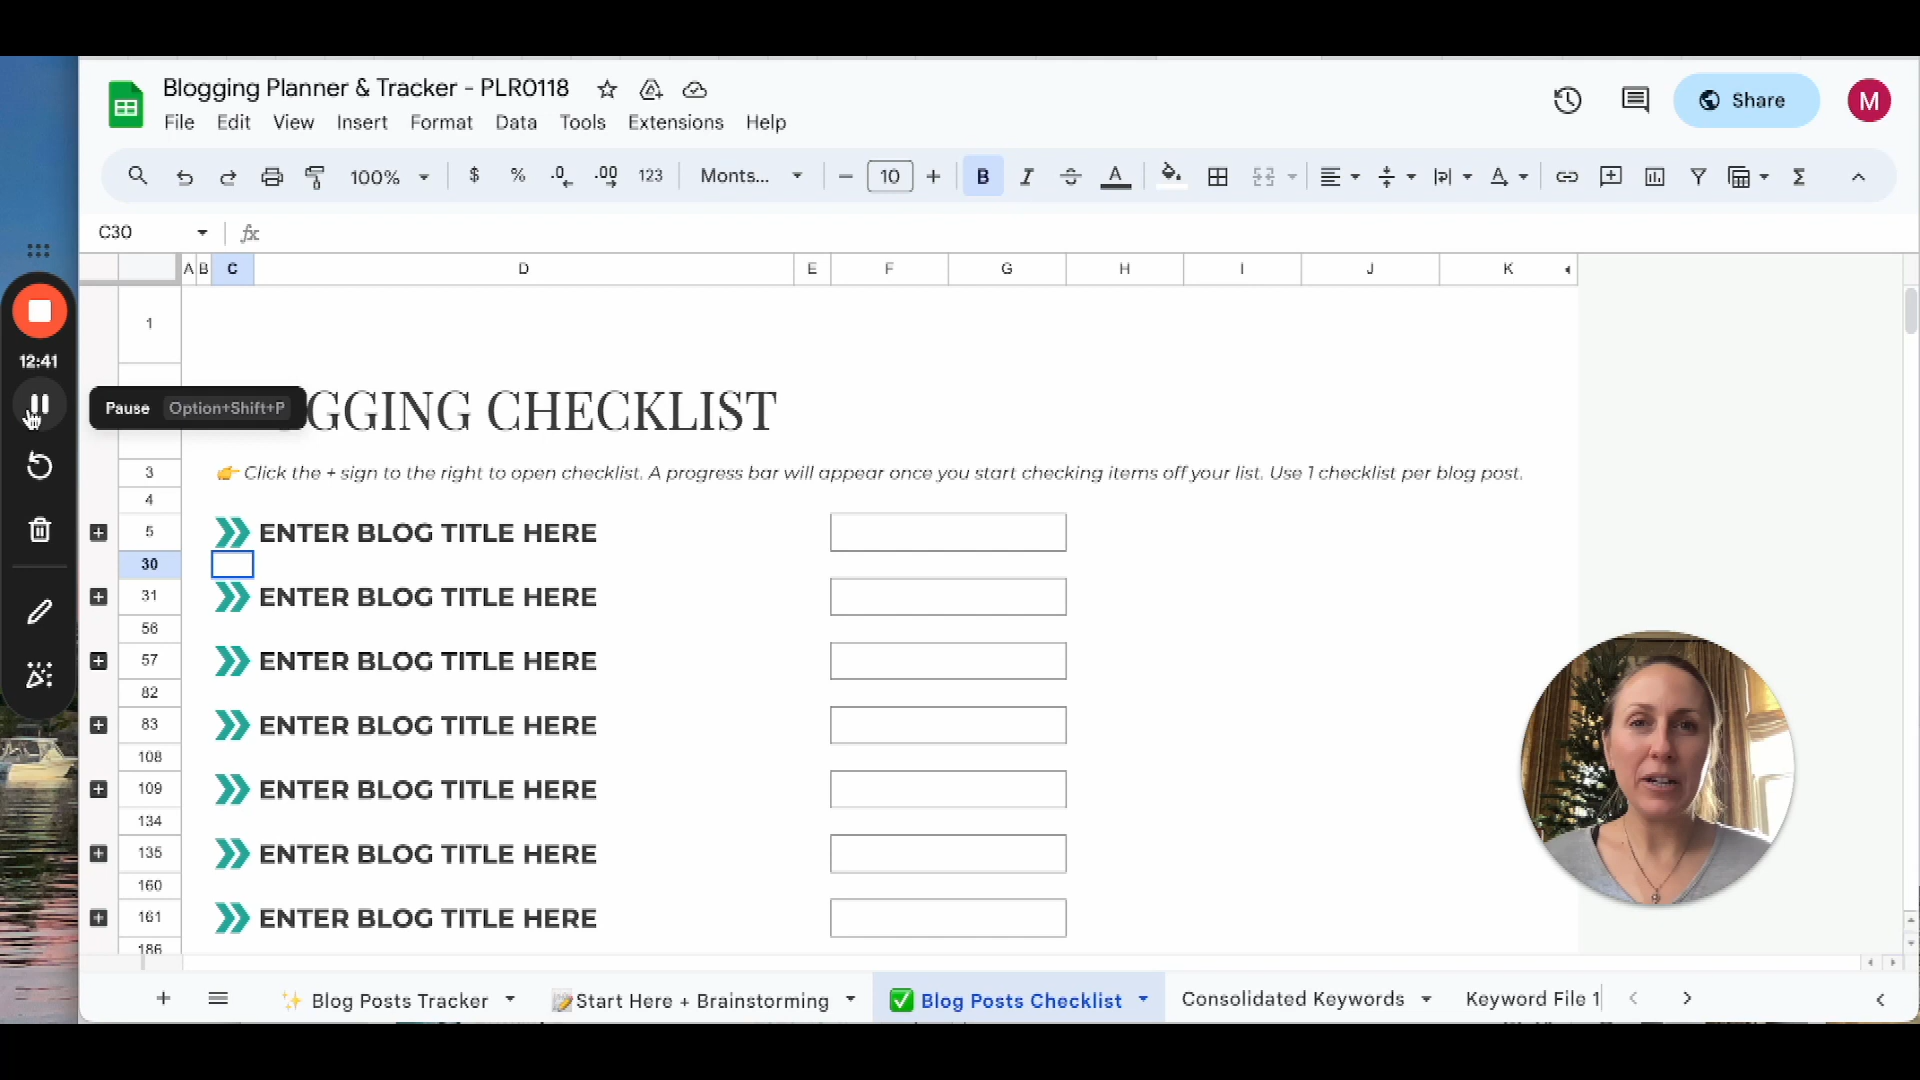 Blogging Planner & Tracker - PLR0118
Share
M
File Edit View Insert Format Data Tools Extensions Help
100% $ % .0 .00 123 Monts... − 10 + B I S A
C30 fx
A B C D E F G H I J K
1
12:41
Pause Option+Shift+P
GGING CHECKLIST
3 👉 Click the + sign to the right to open checklist. A progress bar will appear once you start checking items off your list. Use 1 checklist per blog post.
4
5 ENTER BLOG TITLE HERE
30
31 ENTER BLOG TITLE HERE
56
57 ENTER BLOG TITLE HERE
82
83 ENTER BLOG TITLE HERE
108
109 ENTER BLOG TITLE HERE
134
135 ENTER BLOG TITLE HERE
160
161 ENTER BLOG TITLE HERE
186
✨ Blog Posts Tracker 📝Start Here + Brainstorming ✅ Blog Posts Checklist Consolidated Keywords Keyword File 1